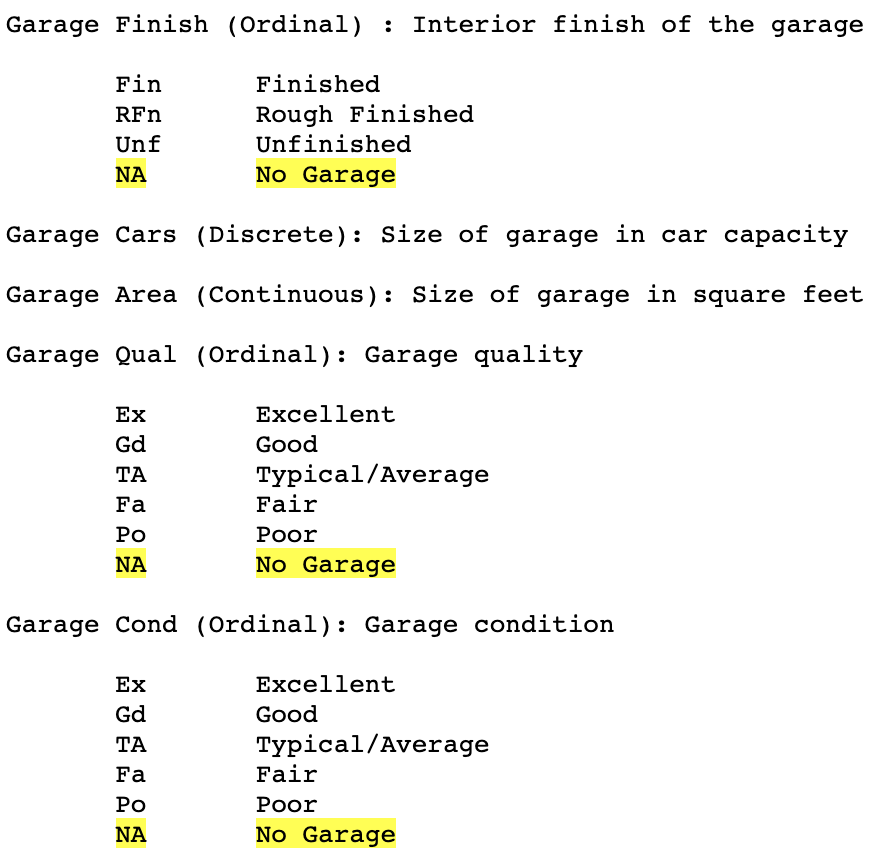 Garage Finish (Ordinal) : Interior finish of the garage
Fin Finished
RFn Rough Finished
Unf Unfinished
NA No Garage
Garage Cars (Discrete): Size of garage in car capacity
Garage Area (Continuous): Size of garage in square feet
Garage Qual (Ordinal): Garage quality
Ex Excellent
Gd Good
TA Typical/Average
Fa Fair
Po Poor
NA No Garage
Garage Cond (Ordinal): Garage condition
Ex Excellent
Gd Good
TA Typical/Average
Fa Fair
Po Poor
NA No Garage